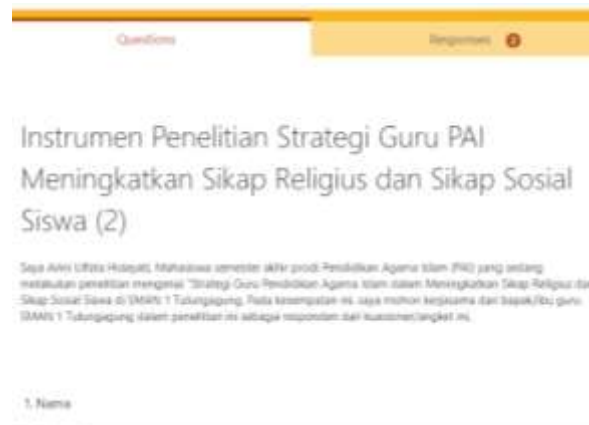 Questions
Responses 2
Instrumen Penelitian Strategi Guru PAI
Meningkatkan Sikap Religius dan Sikap Sosial
Siswa (2)
Saya Hidayati, Mahasiswa semester akhir prodi Pendidikan Agama Islam (PAI) yang sedang
melakukan penelitian mengenai "Strategi Guru Pendidikan Agama Islam dalam Meningkatkan Sikap Religius dan
Sikap Sosial Siswa di SMAN 1 Tulungagung. Pada kesempatan ini, saya mohon kerjasama dari bapak/ibu guru
SMAN 1 Tulungagung dalam penelitian ini sebagai responden dari kuesioner/angket ini.
1. Nama